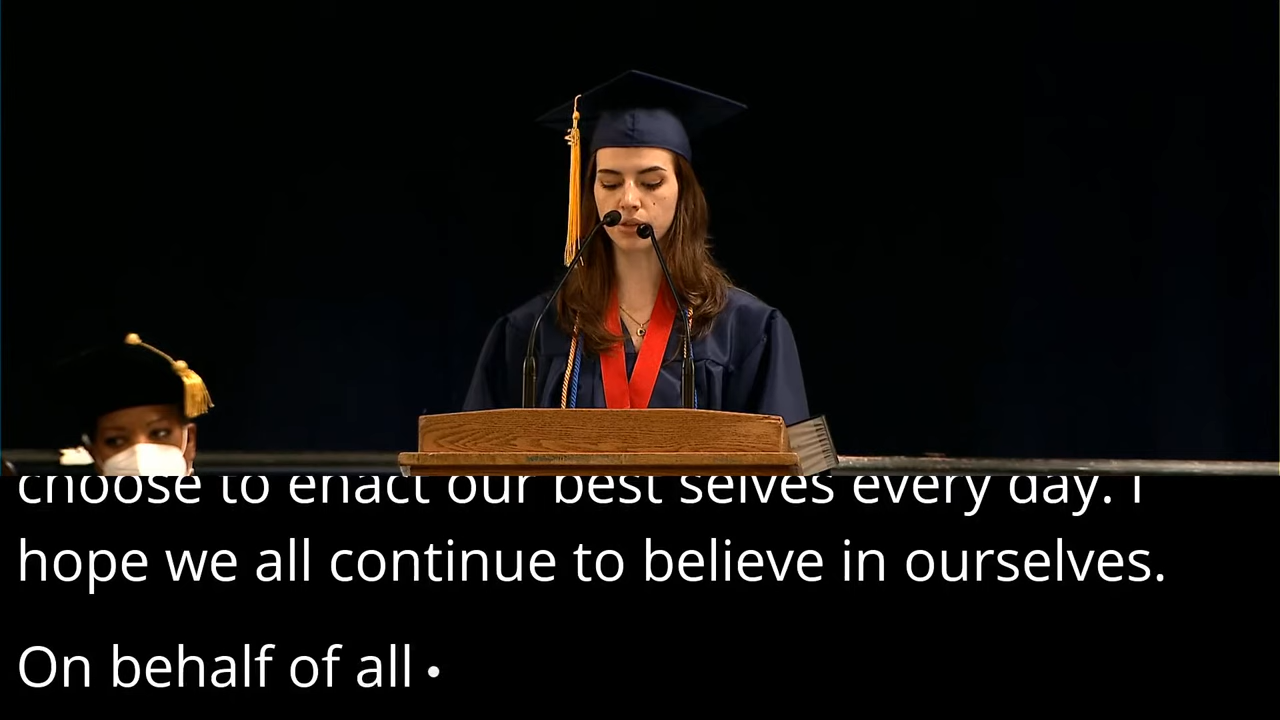 choose to enact our best selves every day. I
hope we all continue to believe in ourselves.
On behalf of all •